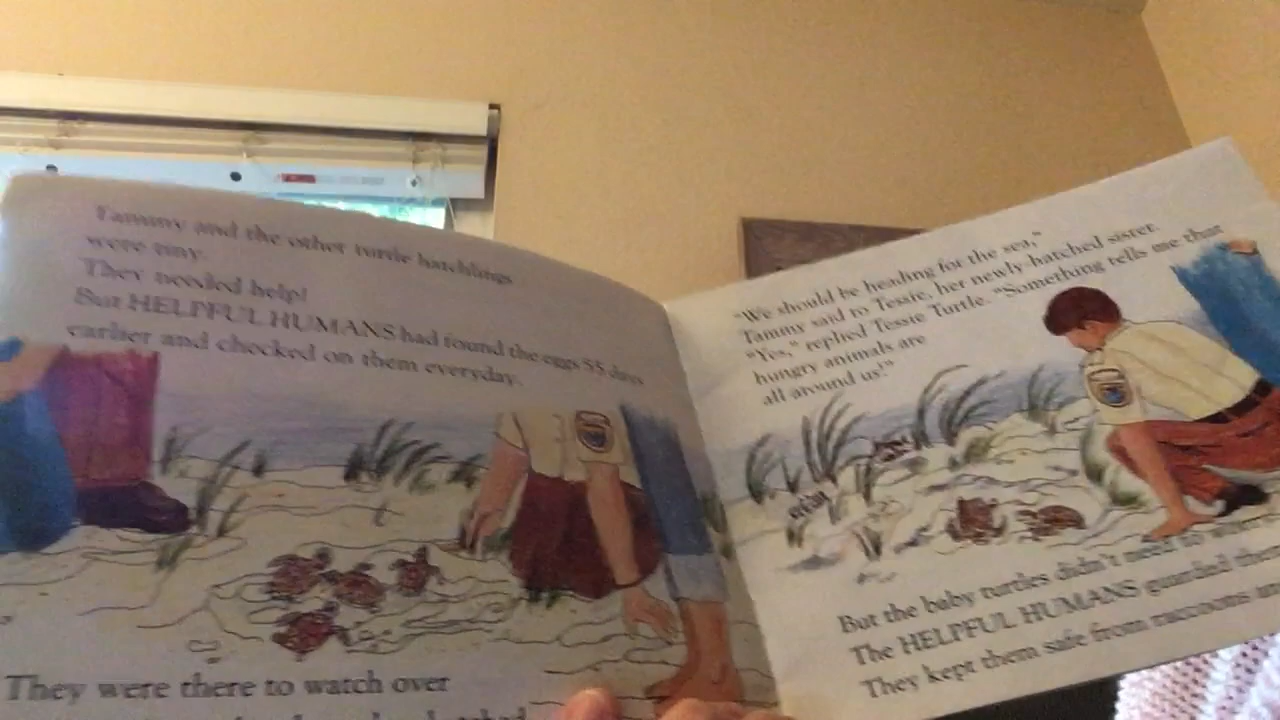 Tammy and the other turtle hatchlings
were tiny.
They needed help!
But HELPFUL HUMANS had found the eggs 55 days
earlier and checked on them everyday.
They were there to watch over
"We should be heading for the sea,"
Tammy said to Tessie, her newly-hatched sister.
"Yes," replied Tessie Turtle. "Something tells me that
hungry animals are
all around us!"
But the baby turtles didn't need to
The HELPFUL HUMANS guarded
They kept them safe from raccoons